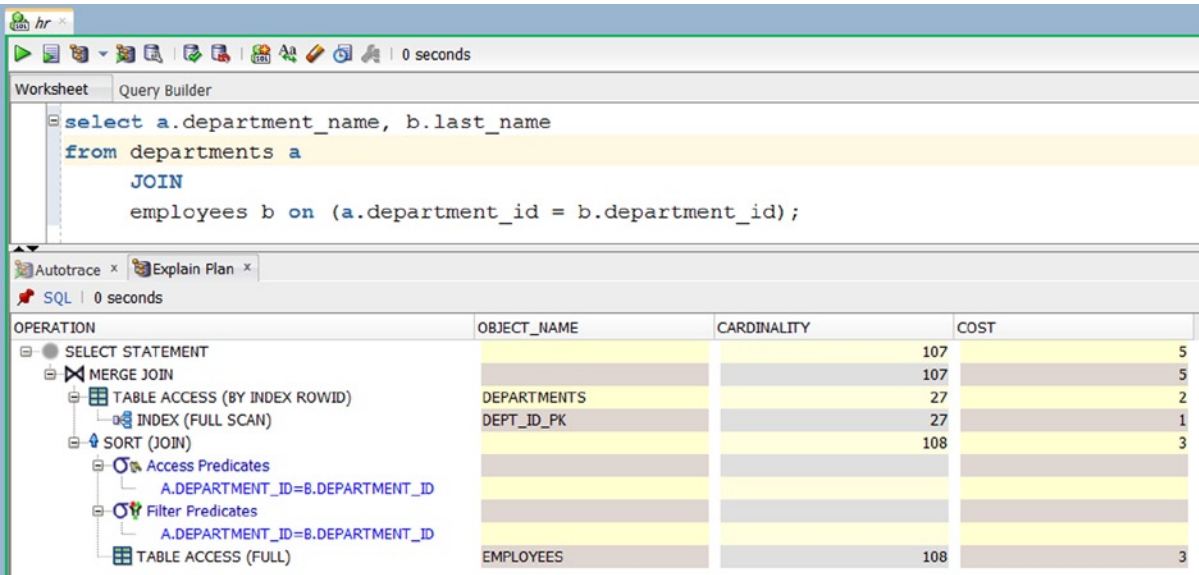 hr
0 seconds
Worksheet Query Builder
select a.department_name, b.last_name
from departments a
JOIN
employees b on (a.department_id = b.department_id);
Autotrace Explain Plan
SQL 0 seconds
OPERATION OBJECT_NAME CARDINALITY COST
SELECT STATEMENT 107 5
MERGE JOIN 107 5
TABLE ACCESS (BY INDEX ROWID) DEPARTMENTS 27 2
INDEX (FULL SCAN) DEPT_ID_PK 27 1
SORT (JOIN) 108 3
Access Predicates
A.DEPARTMENT_ID=B.DEPARTMENT_ID
Filter Predicates
A.DEPARTMENT_ID=B.DEPARTMENT_ID
TABLE ACCESS (FULL) EMPLOYEES 108 3